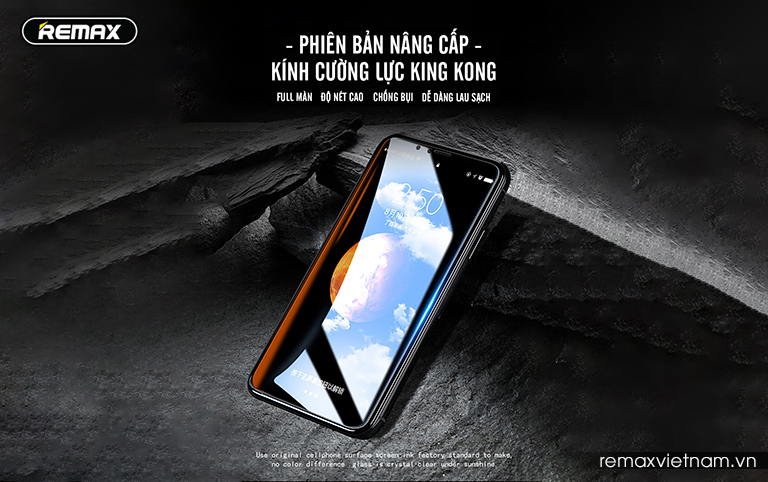 REMAX
- PHIÊN BẢN NÂNG CẤP -
KÍNH CƯỜNG LỰC KING KONG
FULL MÀN ĐỘ NÉT CAO CHỐNG BỤI DỄ DÀNG LAU SẠCH
:50
Use original cellphone surface screen ink factory standard to make,
no color difference glass is crystal clear under sunshine.
remaxvietnam.vn